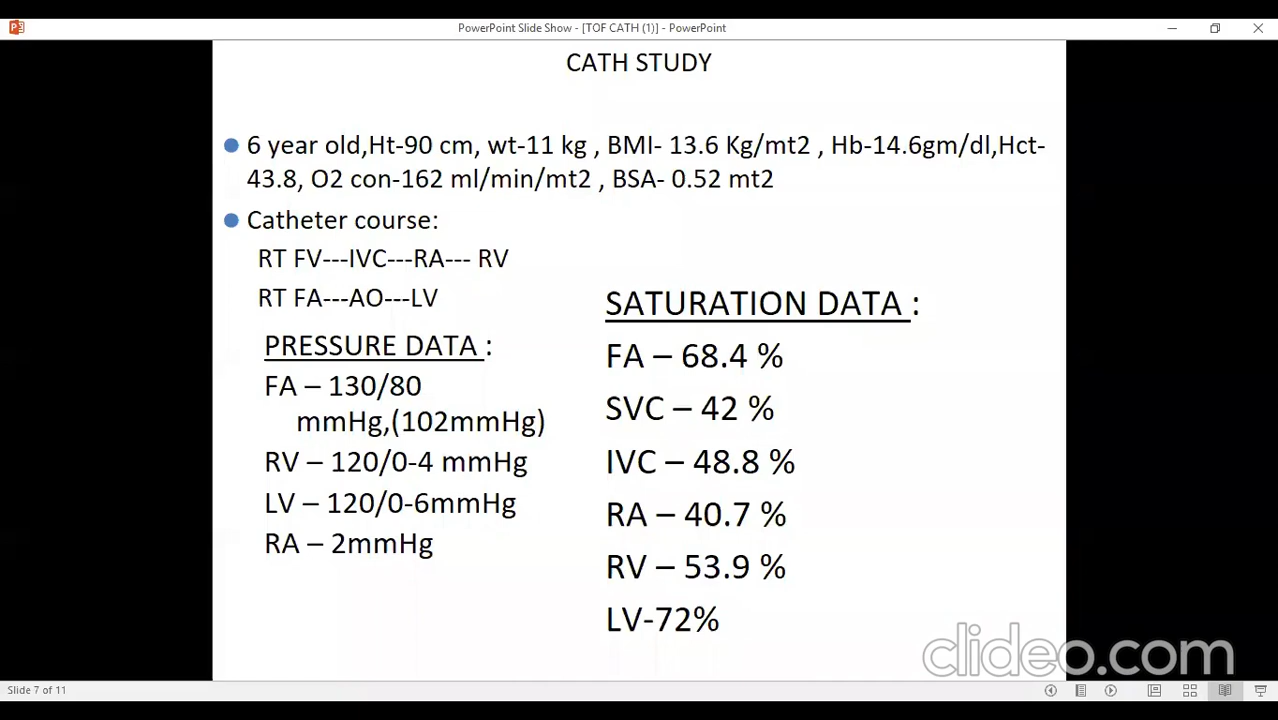 PowerPoint Slide Show - [TOF CATH (1)] - PowerPoint
CATH STUDY
6 year old,Ht-90 cm, wt-11 kg , BMI- 13.6 Kg/mt2 , Hb-14.6gm/dl,Hct-
43.8, O2 con-162 ml/min/mt2 , BSA- 0.52 mt2
Catheter course:
RT FV---IVC---RA--- RV
RT FA---AO---LV
PRESSURE DATA :
FA – 130/80
mmHg,(102mmHg)
RV – 120/0-4 mmHg
LV – 120/0-6mmHg
RA – 2mmHg
SATURATION DATA :
FA – 68.4 %
SVC – 42 %
IVC – 48.8 %
RA – 40.7 %
RV – 53.9 %
LV-72%
clideo.com
Slide 7 of 11